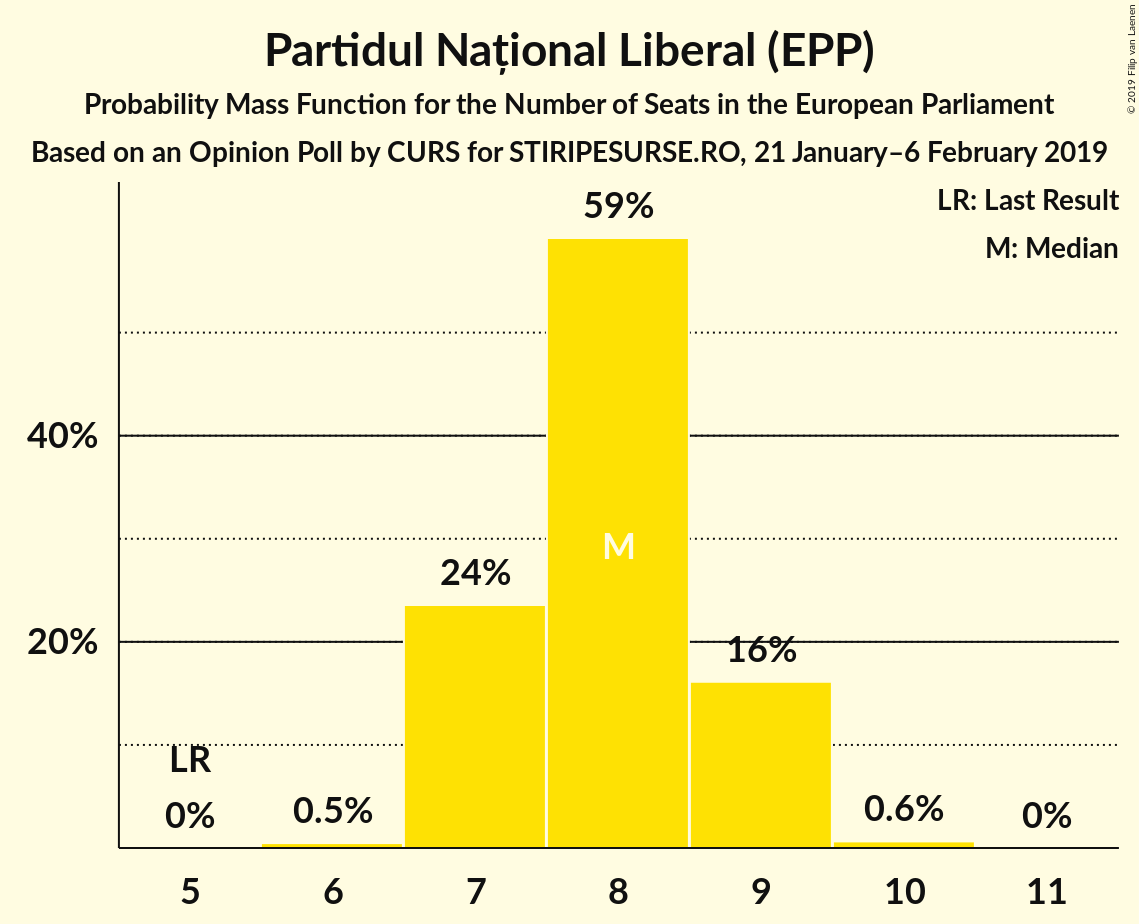 Partidul Național Liberal (EPP)
Probability Mass Function for the Number of Seats in the European Parliament
Based on an Opinion Poll by CURS for STIRIPESURSE.RO, 21 January–6 February 2019
© 2019 Filip van Laenen
LR: Last Result
M: Median
59%
40%
M
24%
20%
16%
LR
0%
0.5%
0.6%
0%
5 6 7 8 9 10 11